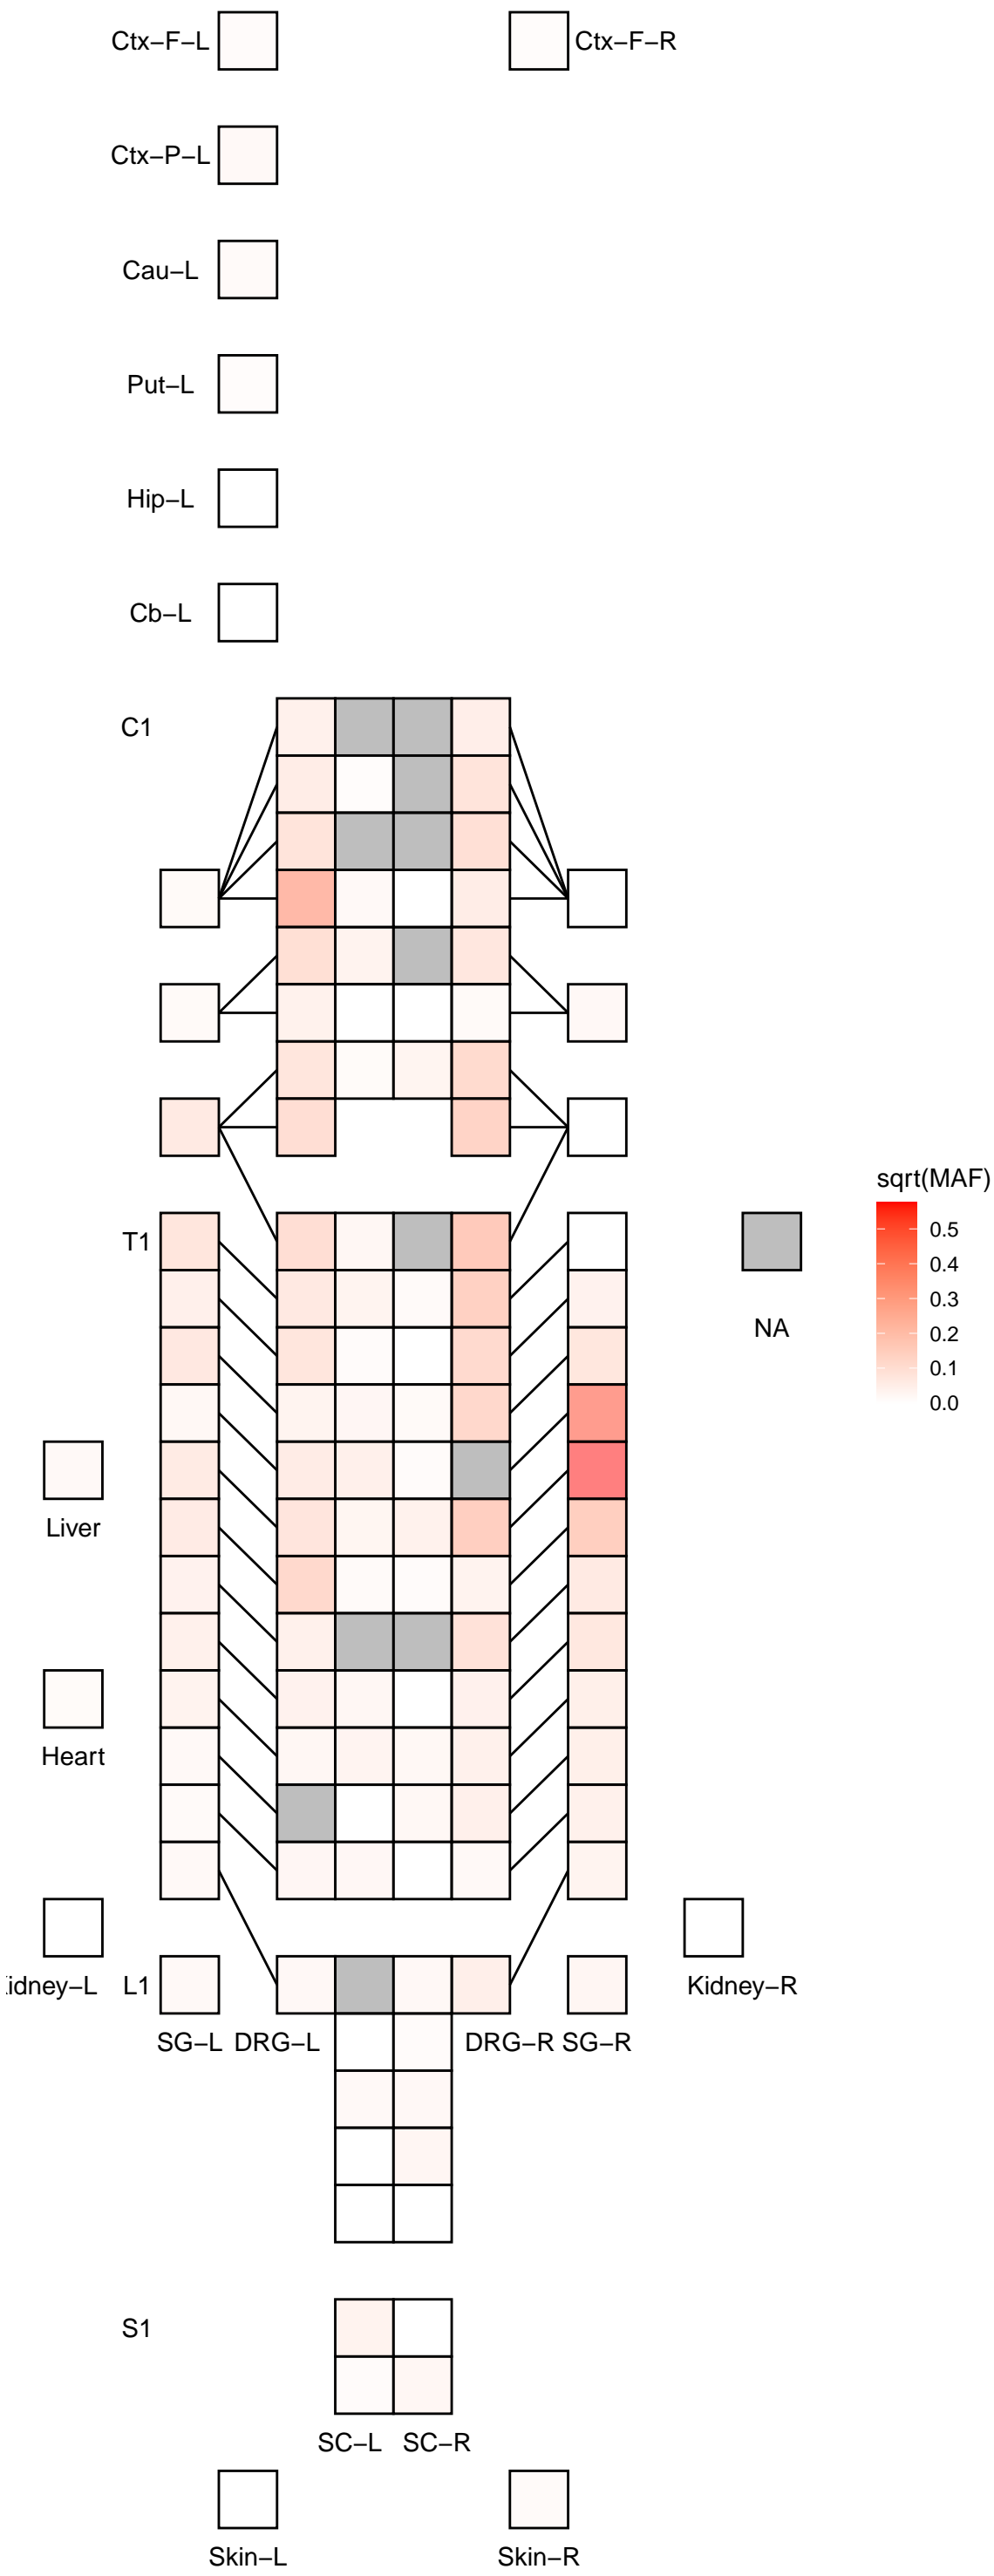 Ctx−F−L
Ctx−F−R
Ctx−P−L
Cau−L
Put−L
Hip−L
Cb−L
C1
sqrt(MAF)
T1
0.5
0.4
0.3
NA
0.2
0.1
0.0
Liver
Heart
idney−L
L1
Kidney−R
SG−L
DRG−L
DRG−R
SG−R
S1
SC−L
SC−R
Skin−L
Skin−R